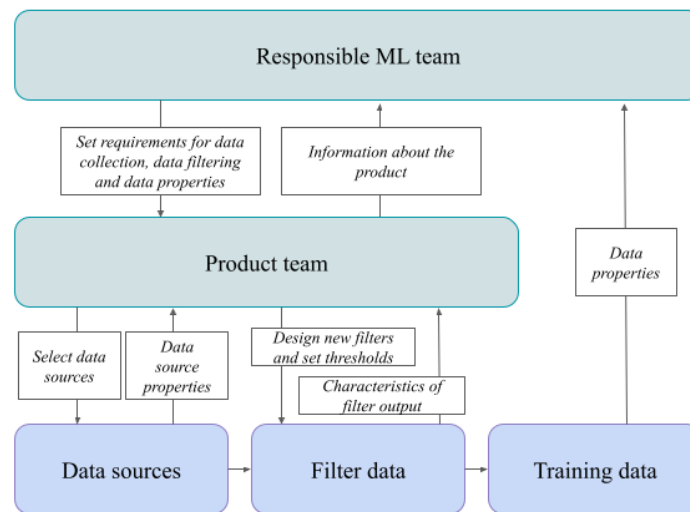 Responsible ML team
Set requirements for data
collection, data filtering
and data properties
Information about the
product
Data
properties
Product team
Select data
sources
Data
source
properties
Design new filters
and set thresholds
Characteristics of
filter output
Data sources
Filter data
Training data